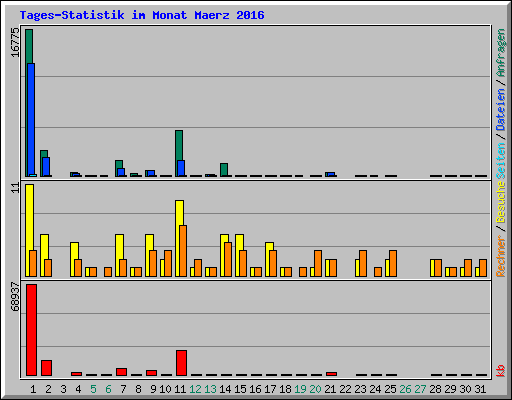 Tages-Statistik im Monat Maerz 2016
16775
11
68937
Rechner / Besuche Seiten / Dateien / Anfragen
kb
1 2 3 4 5 6 7 8 9 10 11 12 13 14 15 16 17 18 19 20 21 22 23 24 25 26 27 28 29 30 31